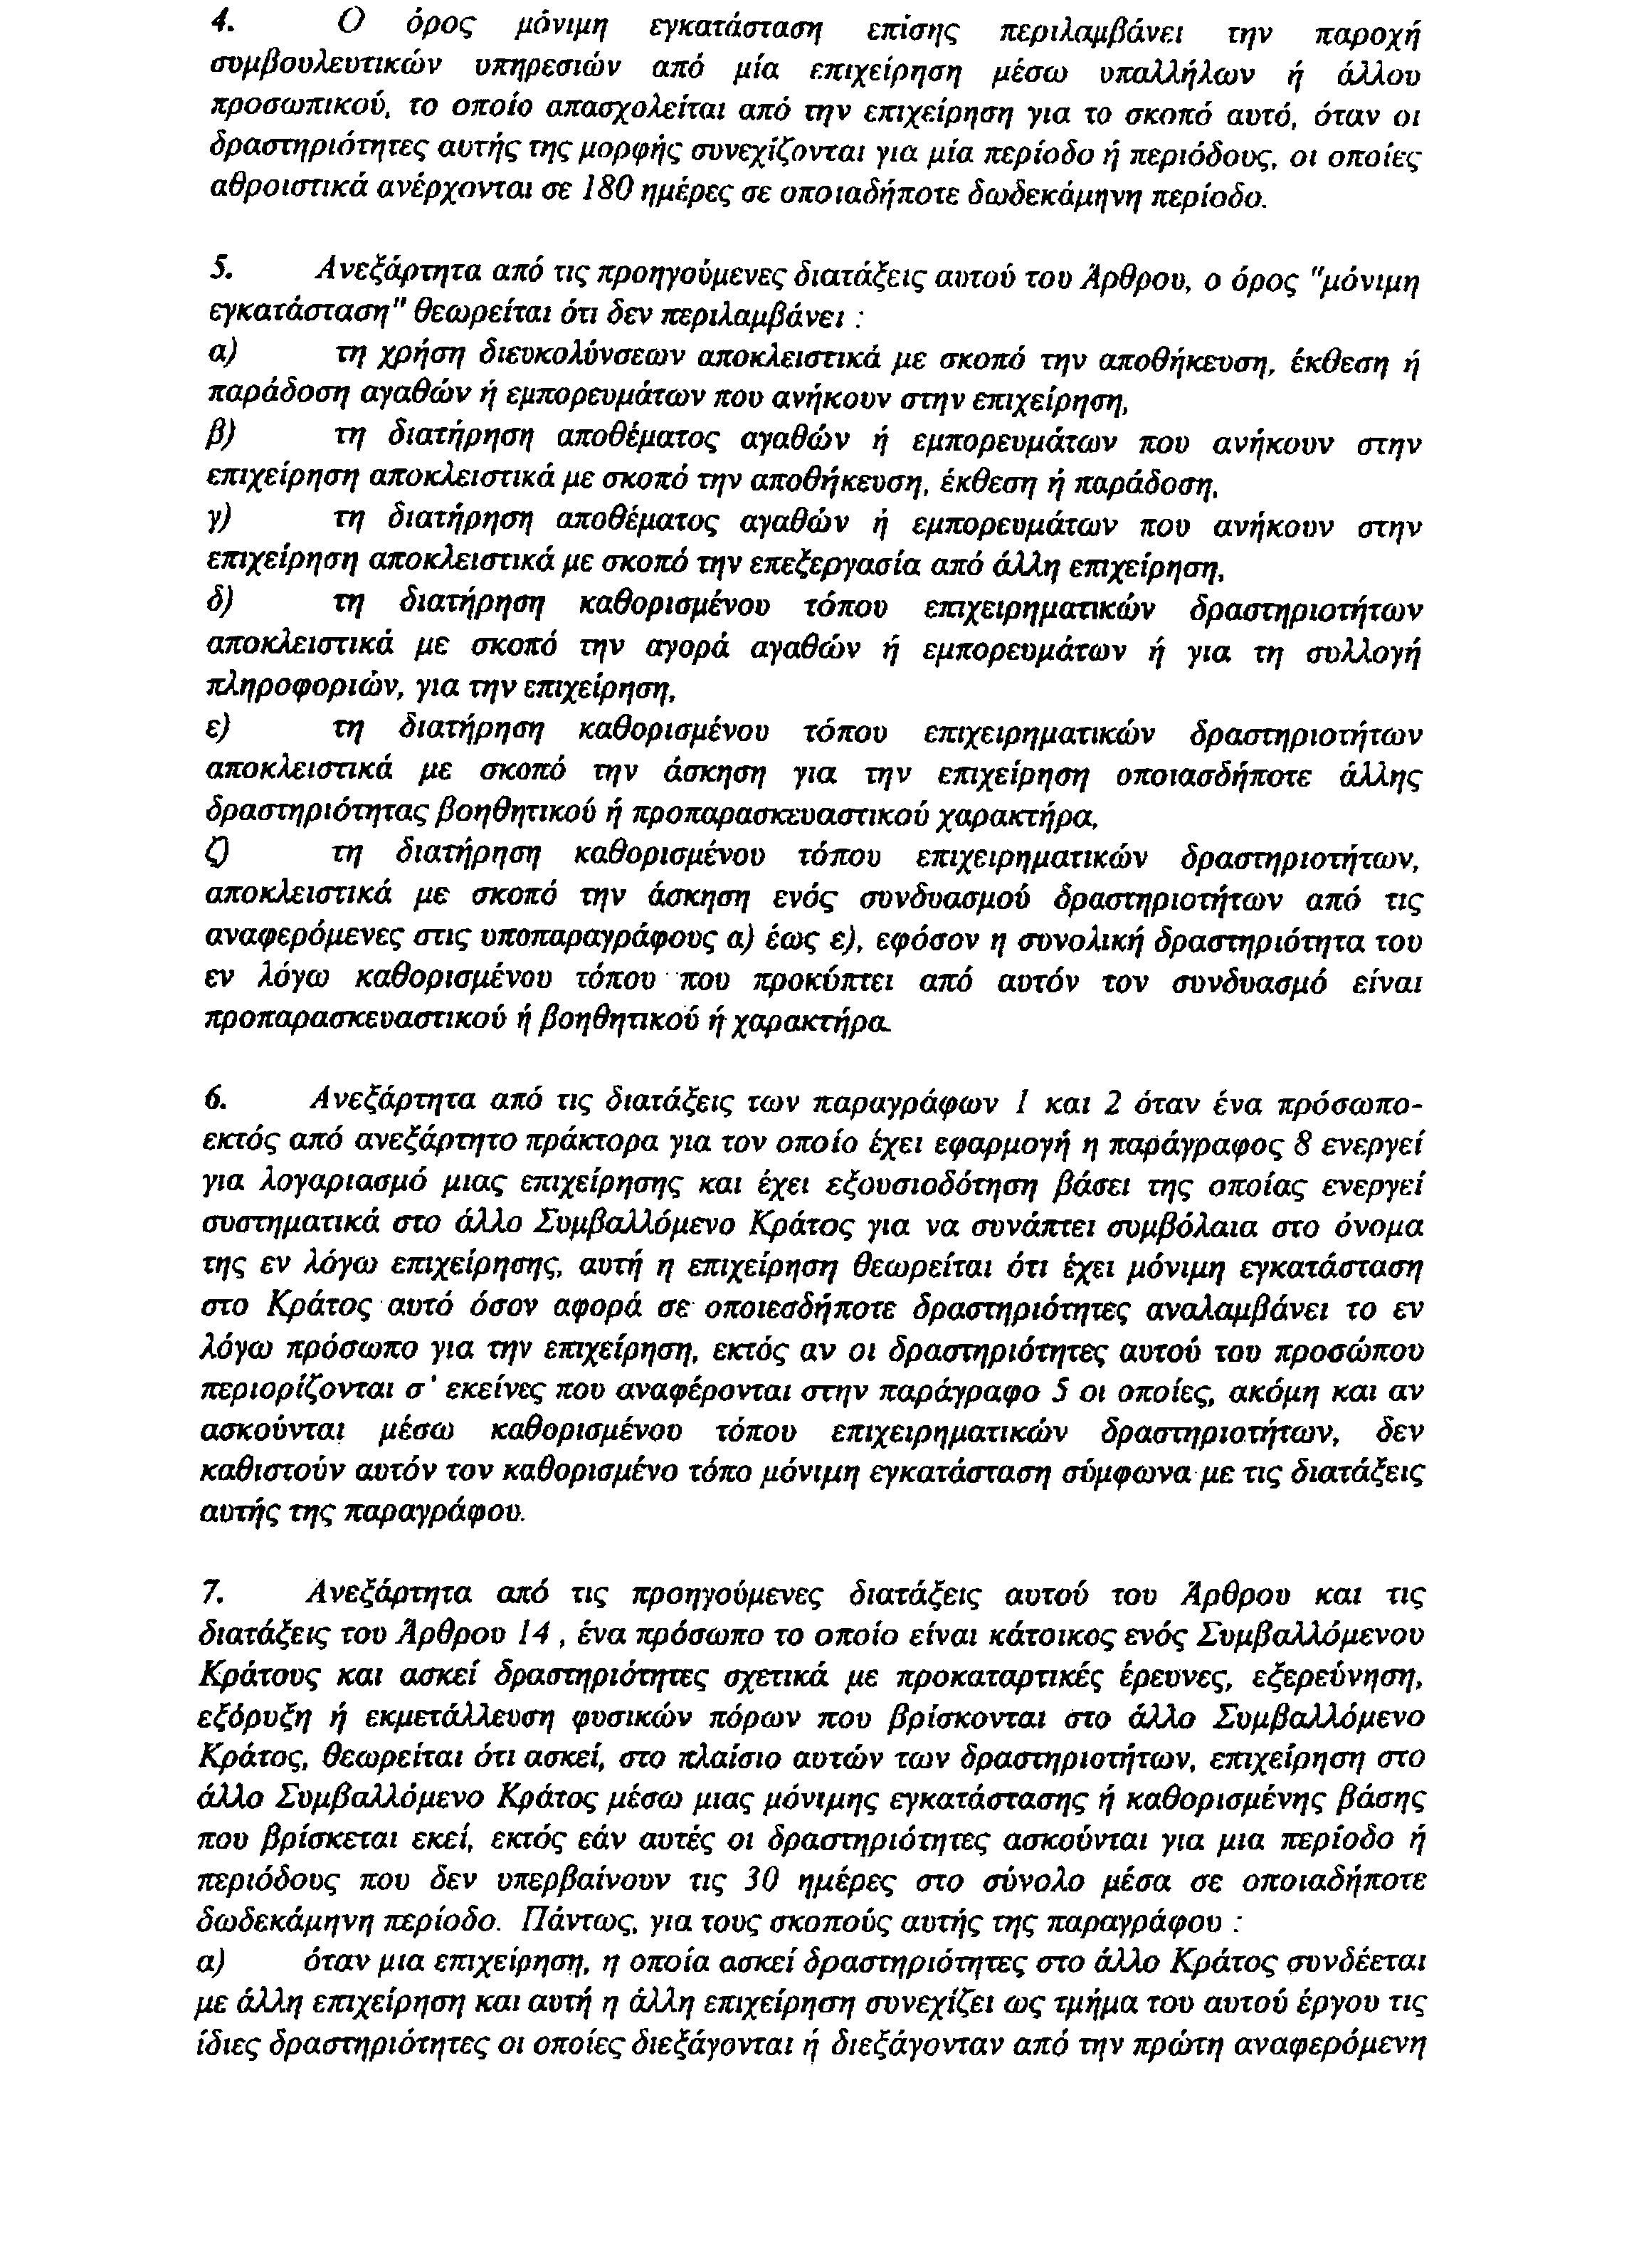 4. Ο όρος μόνιμη εγκατάσταση επίσης περιλαμβάνει την παροχή
συμβουλευτικών υπηρεσιών από μία επιχείρηση μέσω υπαλλήλων ή άλλου
προσωπικού, το οποίο απασχολείται από την επιχείρηση για το σκοπό αυτό, όταν οι
δραστηριότητες αυτής της μορφής συνεχίζονται για μία περίοδο ή περιόδους, οι οποίες
αθροιστικά ανέρχονται σε 180 ημέρες σε οποιαδήποτε δωδεκάμηνη περίοδο.
5. Ανεξάρτητα από τις προηγούμενες διατάξεις αυτού του Άρθρου, ο όρος "μόνιμη
εγκατάσταση" θεωρείται ότι δεν περιλαμβάνει :
α) τη χρήση διευκολύνσεων αποκλειστικά με σκοπό την αποθήκευση, έκθεση ή
παράδοση αγαθών ή εμπορευμάτων που ανήκουν στην επιχείρηση,
β) τη διατήρηση αποθέματος αγαθών ή εμπορευμάτων που ανήκουν στην
επιχείρηση αποκλειστικά με σκοπό την αποθήκευση, έκθεση ή παράδοση,
γ) τη διατήρηση αποθέματος αγαθών ή εμπορευμάτων που ανήκουν στην
επιχείρηση αποκλειστικά με σκοπό την επεξεργασία από άλλη επιχείρηση,
δ) τη διατήρηση καθορισμένου τόπου επιχειρηματικών δραστηριοτήτων
αποκλειστικά με σκοπό την αγορά αγαθών ή εμπορευμάτων ή για τη συλλογή
πληροφοριών, για την επιχείρηση,
ε) τη διατήρηση καθορισμένου τόπου επιχειρηματικών δραστηριοτήτων
αποκλειστικά με σκοπό την άσκηση για την επιχείρηση οποιασδήποτε άλλης
δραστηριότητας βοηθητικού ή προπαρασκευαστικού χαρακτήρα,
ζ) τη διατήρηση καθορισμένου τόπου επιχειρηματικών δραστηριοτήτων,
αποκλειστικά με σκοπό την άσκηση ενός συνδυασμού δραστηριοτήτων από τις
αναφερόμενες στις υποπαραγράφους α) έως ε), εφόσον η συνολική δραστηριότητα του
εν λόγω καθορισμένου τόπου που προκύπτει από αυτόν τον συνδυασμό είναι
προπαρασκευαστικού ή βοηθητικού ή χαρακτήρα.
6. Ανεξάρτητα από τις διατάξεις των παραγράφων 1 και 2 όταν ένα πρόσωπο-
εκτός από ανεξάρτητο πράκτορα για τον οποίο έχει εφαρμογή η παράγραφος 8 ενεργεί
για λογαριασμό μιας επιχείρησης και έχει εξουσιοδότηση βάσει της οποίας ενεργεί
συστηματικά στο άλλο Συμβαλλόμενο Κράτος για να συνάπτει συμβόλαια στο όνομα
της εν λόγω επιχείρησης, αυτή η επιχείρηση θεωρείται ότι έχει μόνιμη εγκατάσταση
στο Κράτος αυτό όσον αφορά σε οποιεσδήποτε δραστηριότητες αναλαμβάνει το εν
λόγω πρόσωπο για την επιχείρηση, εκτός αν οι δραστηριότητες αυτού του προσώπου
περιορίζονται σ' εκείνες που αναφέρονται στην παράγραφο 5 οι οποίες, ακόμη και αν
ασκούνται μέσω καθορισμένου τόπου επιχειρηματικών δραστηριοτήτων, δεν
καθιστούν αυτόν τον καθορισμένο τόπο μόνιμη εγκατάσταση σύμφωνα με τις διατάξεις
αυτής της παραγράφου.
7. Ανεξάρτητα από τις προηγούμενες διατάξεις αυτού του Άρθρου και τις
διατάξεις του Άρθρου 14 , ένα πρόσωπο το οποίο είναι κάτοικος ενός Συμβαλλόμενου
Κράτους και ασκεί δραστηριότητες σχετικά με προκαταρτικές έρευνες, εξερεύνηση,
εξόρυξη ή εκμετάλλευση φυσικών πόρων που βρίσκονται στο άλλο Συμβαλλόμενο
Κράτος, θεωρείται ότι ασκεί, στο πλαίσιο αυτών των δραστηριοτήτων, επιχείρηση στο
άλλο Συμβαλλόμενο Κράτος μέσω μιας μόνιμης εγκατάστασης ή καθορισμένης βάσης
που βρίσκεται εκεί, εκτός εάν αυτές οι δραστηριότητες ασκούνται για μια περίοδο ή
περιόδους που δεν υπερβαίνουν τις 30 ημέρες στο σύνολο μέσα σε οποιαδήποτε
δωδεκάμηνη περίοδο. Πάντως, για τους σκοπούς αυτής της παραγράφου :
α) όταν μια επιχείρηση, η οποία ασκεί δραστηριότητες στο άλλο Κράτος συνδέεται
με άλλη επιχείρηση και αυτή η άλλη επιχείρηση συνεχίζει ως τμήμα του αυτού έργου τις
ίδιες δραστηριότητες οι οποίες διεξάγονται ή διεξάγονταν από την πρώτη αναφερόμενη